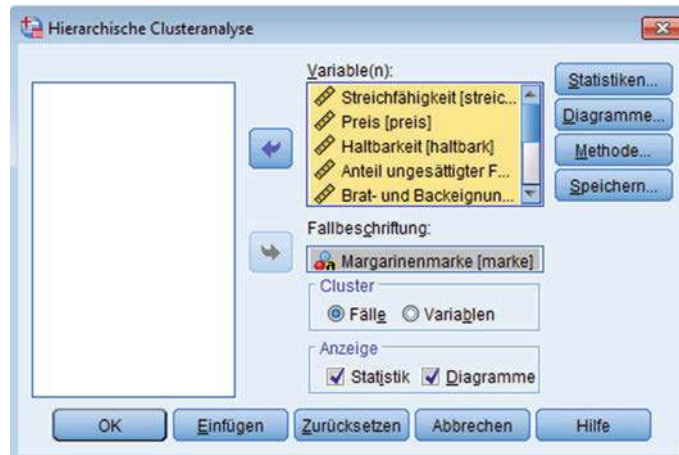 Hierarchische Clusteranalyse
Variable(n):
Streichfähigkeit [streic...
Preis [preis]
Haltbarkeit [haltbark]
Anteil ungesättigter F...
Brat- und Backeignun...
Statistiken...
Diagramme...
Methode...
Speichern...
Fallbeschriftung:
Margarinenmarke [marke]
Cluster
Fälle Variablen
Anzeige
Statistik Diagramme
OK Einfügen Zurücksetzen Abbrechen Hilfe